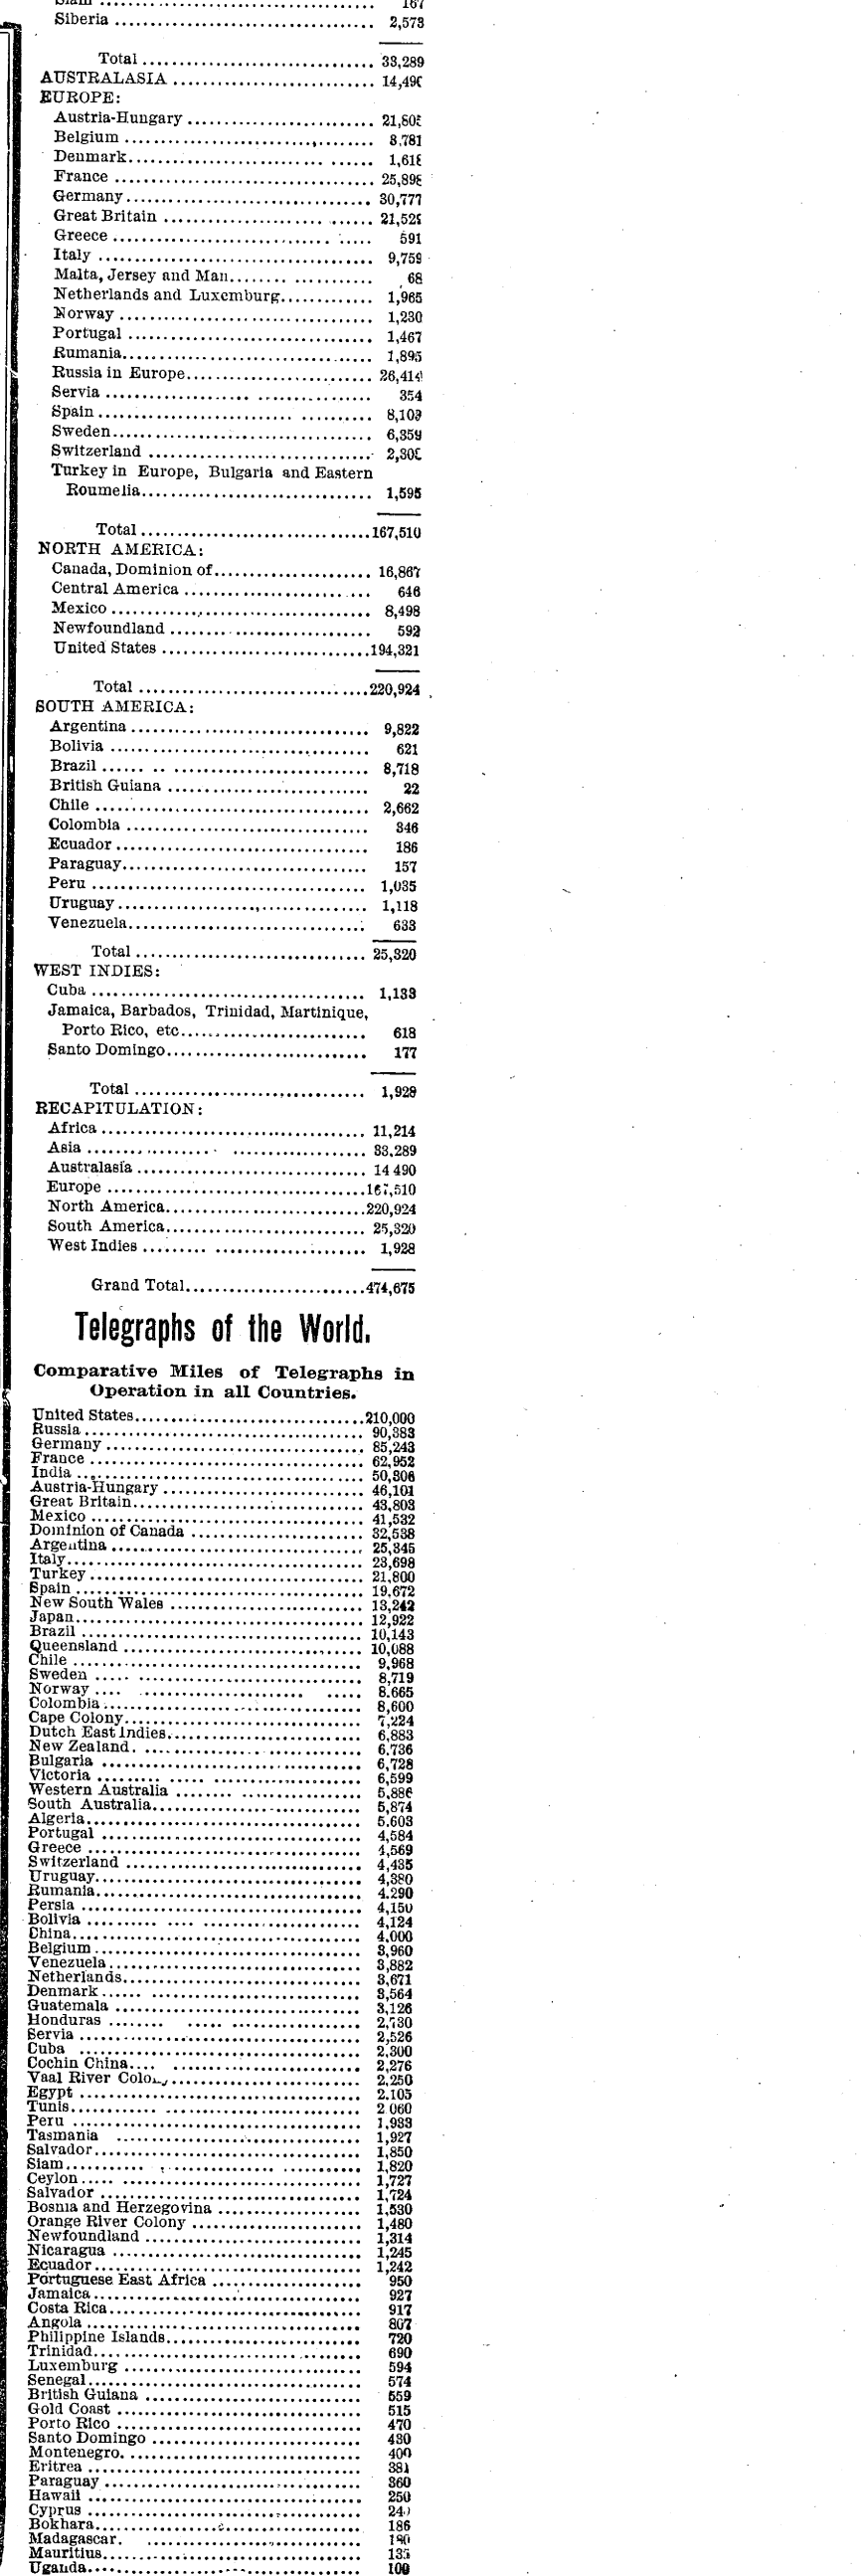 Siam .......... 167
Siberia .......... 2,573
Total .......... 33,289
AUSTRALASIA .......... 14,490
EUROPE:
Austria-Hungary ..........
Belgium .......... 3,781
Denmark..........
France ..........
Germany.......... 30,777
Great Britain ..........
Greece .......... 591
Italy .......... 9,759
Malta, Jersey and Man.......... 68
Netherlands and Luxemburg.......... 1,965
Norway .......... 1,230
Portugal .......... 1,467
Rumania.......... 1,895
Russia in Europe.......... 26,414
Servia .......... 354
Spain .......... 8,103
Sweden.......... 6,359
Switzerland ..........
Turkey in Europe, Bulgaria and Eastern
Roumelia.......... 1,595
Total ..........167,510
NORTH AMERICA:
Canada, Dominion of.......... 16,867
Central America .......... 646
Mexico .......... 8,498
Newfoundland .......... 592
United States ..........194,321
Total ..........220,924
SOUTH AMERICA:
Argentina .......... 9,822
Bolivia .......... 621
Brazil .......... 8,718
British Guiana .......... 22
Chile .......... 2,662
Colombia .......... 346
Ecuador .......... 186
Paraguay.......... 157
Peru .......... 1,035
Uruguay.......... 1,118
Venezuela.......... 633
Total .......... 25,320
WEST INDIES:
Cuba .......... 1,133
Jamaica, Barbados, Trinidad, Martinique,
Porto Rico, etc.......... 618
Santo Domingo.......... 177
Total .......... 1,928
RECAPITULATION:
Africa .......... 11,214
Asia .......... 33,289
Australasia .......... 14 490
Europe ..........167,510
North America..........220,924
South America.......... 25,320
West Indies .......... 1,928
Grand Total..........474,675
Telegraphs of the World.
Comparative Miles of Telegraphs in
Operation in all Countries.
United States..........210,000
Russia.......... 90,383
Germany .......... 85,243
France .......... 62,952
India .......... 50,306
Austria-Hungary .......... 46,101
Great Britain.......... 43,803
Mexico .......... 41,532
Dominion of Canada .......... 32,538
Argentina .......... 25,345
Italy.......... 23,698
Turkey.......... 21,800
Spain .......... 19,672
New South Wales .......... 13,242
Japan.......... 12,922
Brazil .......... 10,143
Queensland .......... 10,088
Chile .......... 9,968
Sweden .......... 8,719
Norway .......... 8.665
Colombia.......... 8,600
Cape Colony.......... 7,224
Dutch East Indies.......... 6,883
New Zealand. .......... 6.736
Bulgaria .......... 6,728
Victoria .......... 6,599
Western Australia .......... 5,886
South Australia.......... 5,874
Algeria.......... 5.603
Portugal .......... 4,584
Greece .......... 4,569
Switzerland .......... 4,435
Uruguay.......... 4,380
Rumania.......... 4.290
Persia .......... 4,150
Bolivia .......... 4,124
China.......... 4.000
Belgium.......... 3,960
Venezuela.......... 3,882
Netherlands.......... 3,671
Denmark.......... 3,564
Guatemala .......... 3,126
Honduras .......... 2,730
Servia .......... 2,526
Cuba .......... 2.300
Cochin China.......... 2,276
Vaal River .......... 2.250
Egypt .......... 2.105
Tunis.......... 2 060
Peru .......... 1.933
Tasmania .......... 1,927
Salvador.......... 1,850
Siam.......... 1,820
Ceylon.......... 1,727
Salvador .......... 1,724
Bosnia and Herzegovina .......... 1,530
Orange River Colony .......... 1,480
Newfoundland .......... 1,314
Nicaragua .......... 1,245
Ecuador.......... 1,242
Portuguese East Africa .......... 950
Jamaica.......... 927
Costa Rica.......... 917
Angola .......... 807
Philippine Islands.......... 720
Trinidad.......... 690
Luxemburg .......... 594
Senegal.......... 574
British Guiana .......... 559
Gold Coast .......... 515
Porto Rico .......... 470
Santo Domingo .......... 430
Montenegro. .......... 400
Eritrea .......... 381
Paraguay .......... 360
Hawaii .......... 250
Cyprus ..........
Bokhara.......... 186
Madagascar. ..........
Mauritius..........
Uganda.......... 100